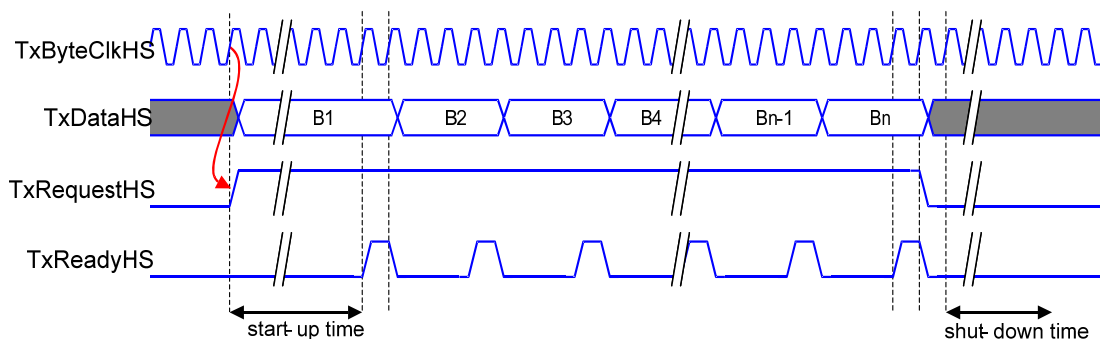 TxByteClkHS
TxDataHS
B1 B2 B3 B4 Bn-1 Bn
TxRequestHS
TxReadyHS
start-up time
shut-down time